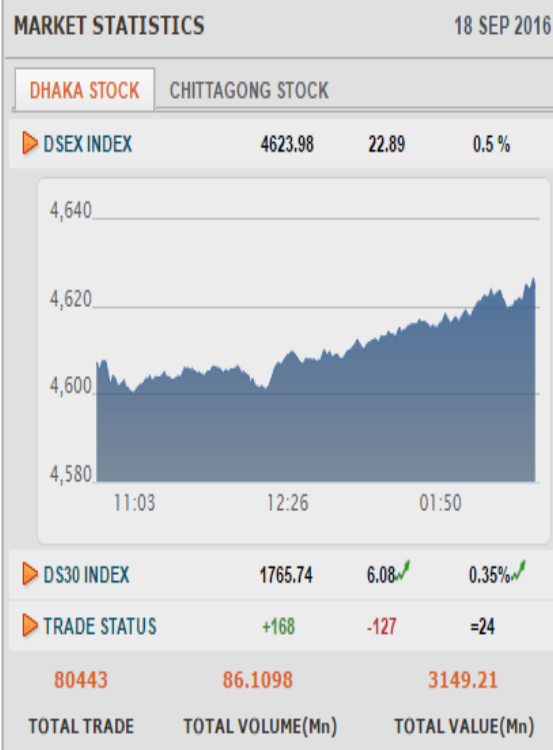 MARKET STATISTICS 18 SEP 2016
DHAKA STOCK CHITTAGONG STOCK
DSEX INDEX 4623.98 22.89 0.5 %
4,640
4,620
4,600
4,580
11:03 12:26 01:50
DS30 INDEX 1765.74 6.08 0.35%
TRADE STATUS +168 -127 =24
80443 86.1098 3149.21
TOTAL TRADE TOTAL VOLUME(Mn) TOTAL VALUE(Mn)